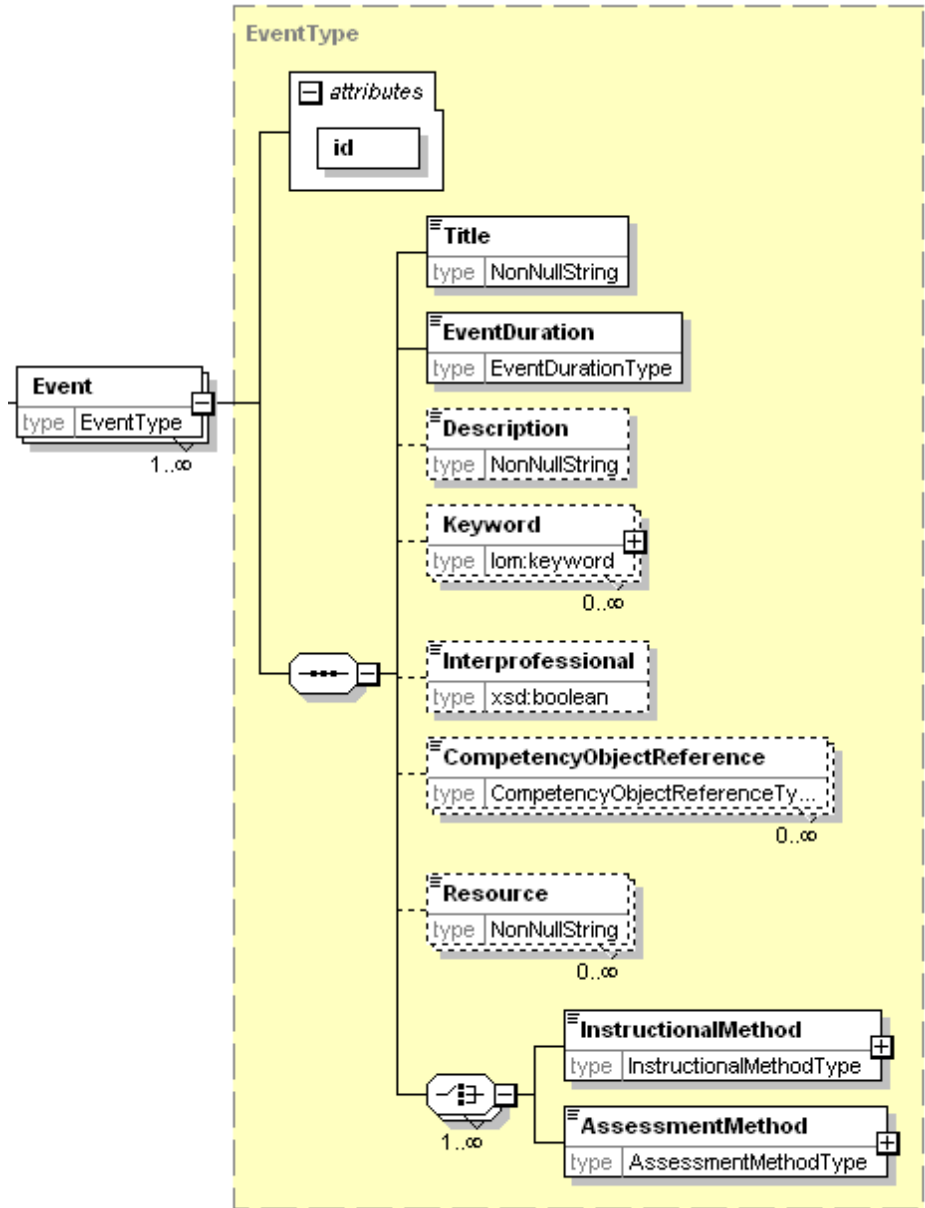 EventType
attributes
id
Title
type NonNullString
EventDuration
type EventDurationType
Event
type EventType
1..∞
Description
type NonNullString
Keyword
type lom:keyword
0..∞
Interprofessional
type xsd:boolean
CompetencyObjectReference
type CompetencyObjectReferenceTy...
0..∞
Resource
type NonNullString
0..∞
InstructionalMethod
type InstructionalMethodType
1..∞
AssessmentMethod
type AssessmentMethodType